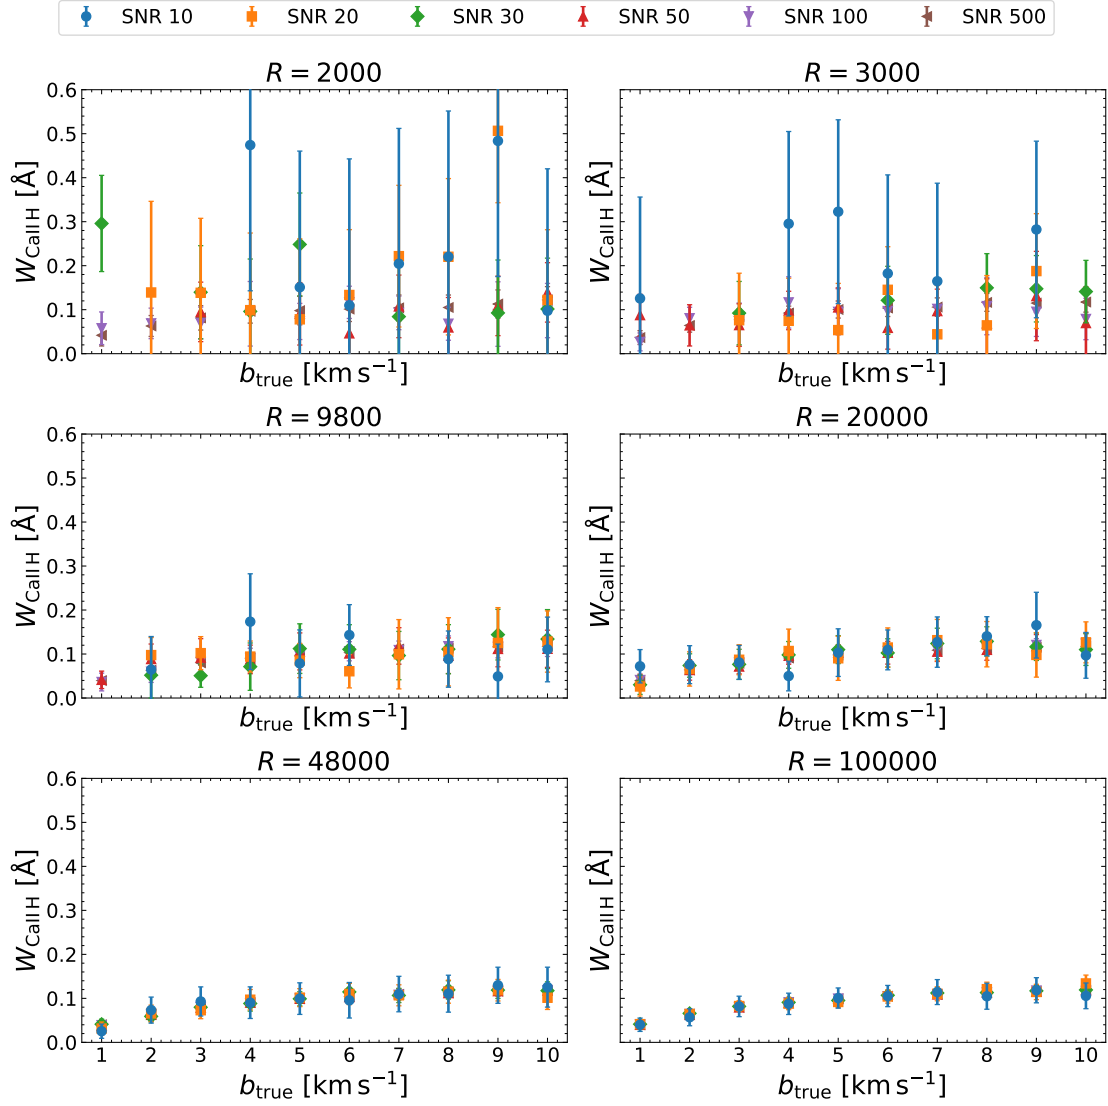 SNR 10 SNR 20 SNR 30 SNR 50 SNR 100 SNR 500
R = 2000
R = 3000
0.6
0.5
0.4
0.3
0.2
0.1
0.0
W_CaII H [Å]
W_CaII H [Å]
b_true [km s⁻¹]
b_true [km s⁻¹]
R = 9800
R = 20000
0.6
0.5
0.4
0.3
0.2
0.1
0.0
W_CaII H [Å]
W_CaII H [Å]
b_true [km s⁻¹]
b_true [km s⁻¹]
R = 48000
R = 100000
0.6
0.5
0.4
0.3
0.2
0.1
0.0
W_CaII H [Å]
W_CaII H [Å]
1 2 3 4 5 6 7 8 9 10
1 2 3 4 5 6 7 8 9 10
b_true [km s⁻¹]
b_true [km s⁻¹]